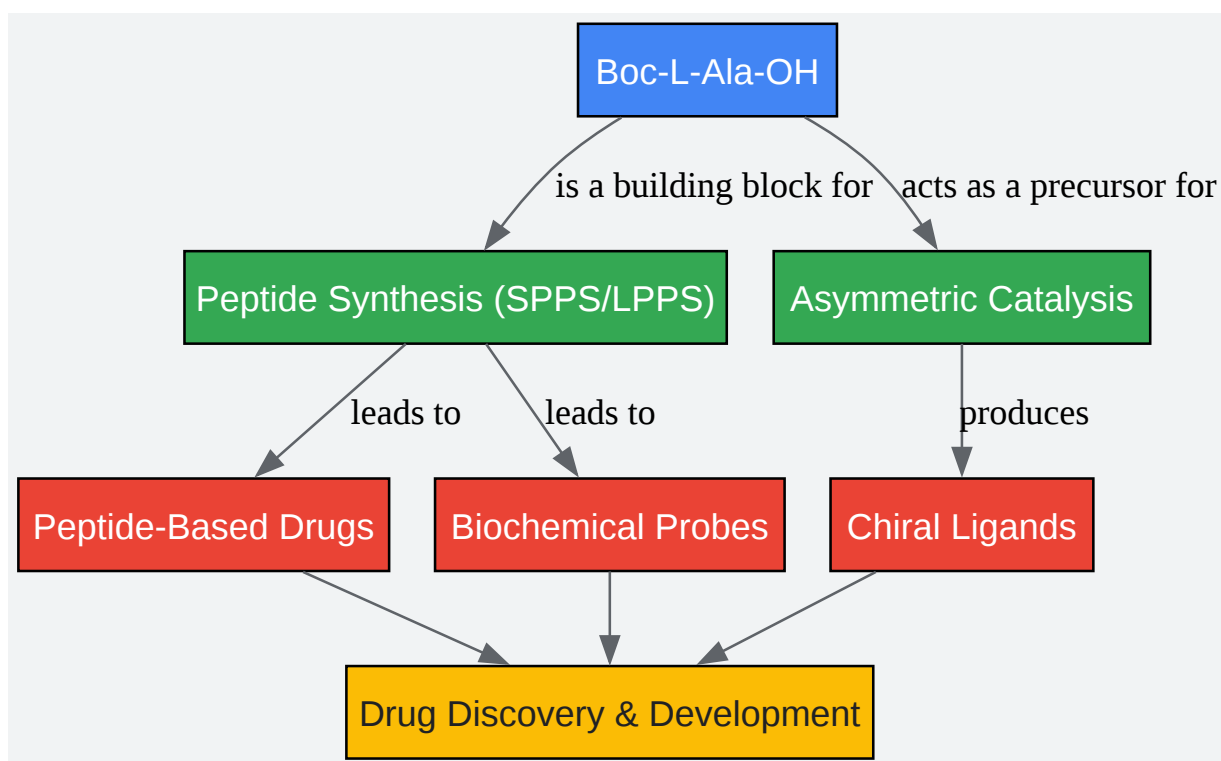 Boc-L-Ala-OH
is a building block for
acts as a precursor for
Peptide Synthesis (SPPS/LPPS)
Asymmetric Catalysis
leads to
leads to
produces
Peptide-Based Drugs
Biochemical Probes
Chiral Ligands
Drug Discovery & Development